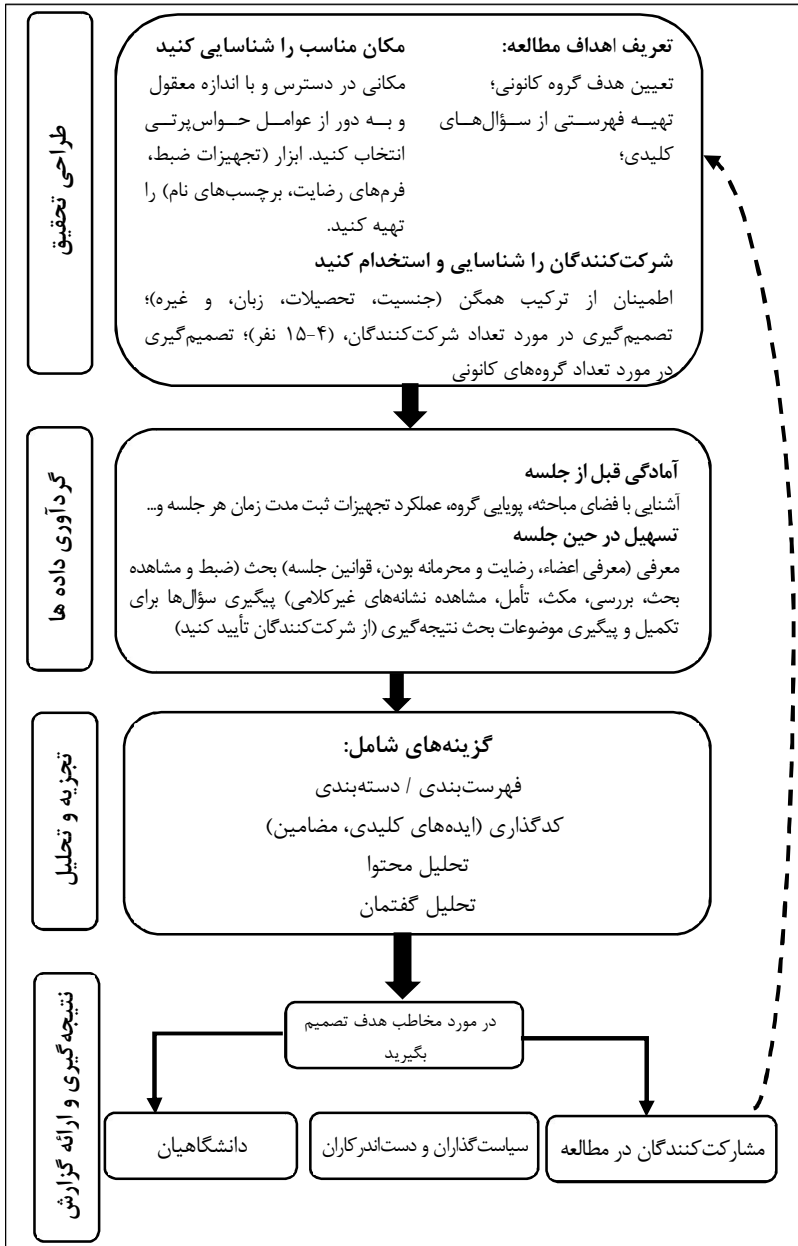 طراحی تحقیق
تعریف اهداف مطالعه:
تعیین هدف گروه کانونی؛
تهیه فهرستی از سؤال‌های
کلیدی؛
مکان مناسب را شناسایی کنید
مکانی در دسترس و با اندازه معقول
و به دور از عوامل حواس‌پرتی
انتخاب کنید. ابزار (تجهیزات ضبط،
فرم‌های رضایت، برچسب‌های نام) را
تهیه کنید.
شرکت‌کنندگان را شناسایی و استخدام کنید
اطمینان از ترکیب همگن (جنسیت، تحصیلات، زبان، و غیره)؛
تصمیم‌گیری در مورد تعداد شرکت‌کنندگان، (۴-۱۵ نفر)؛ تصمیم‌گیری
در مورد تعداد گروه‌های کانونی
گردآوری داده ها
آمادگی قبل از جلسه
آشنایی با فضای مباحثه، پویایی گروه، عملکرد تجهیزات ثبت مدت زمان هر جلسه و...
تسهیل در حین جلسه
معرفی (معرفی اعضاء، رضایت و محرمانه بودن، قوانین جلسه) بحث (ضبط و مشاهده
بحث، بررسی، مکث، تأمل، مشاهده نشانه‌های غیرکلامی) پیگیری سؤال‌ها برای
تکمیل و پیگیری موضوعات بحث نتیجه‌گیری (از شرکت‌کنندگان تأیید کنید)
تجزیه و تحلیل
گزینه‌های شامل:
فهرست‌بندی / دسته‌بندی
کدگذاری (ایده‌های کلیدی، مضامین)
تحلیل محتوا
تحلیل گفتمان
نتیجه‌گیری و ارائه گزارش
در مورد مخاطب هدف تصمیم
بگیرید
مشارکت‌کنندگان در مطالعه
سیاست‌گذاران و دست‌اندرکاران
دانشگاهیان